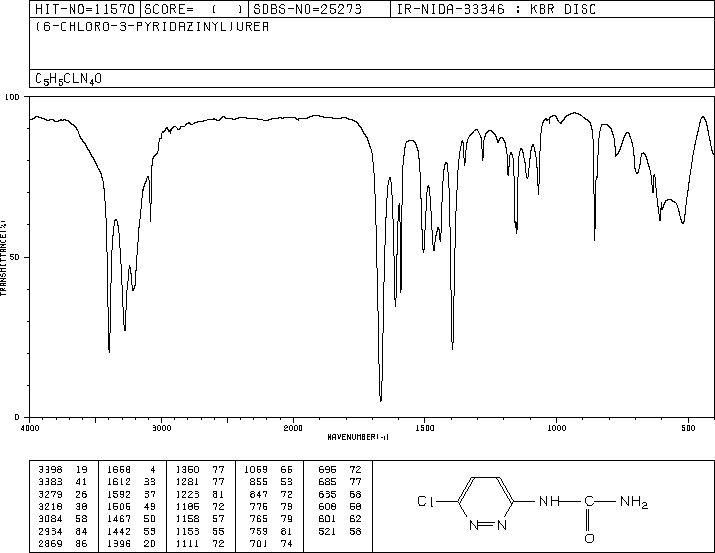 HIT-NO=11570 SCORE= ( ) SDBS-NO=25273 IR-NIDA-33346 : KBR DISC
(6-CHLORO-3-PYRIDAZINYL)UREA
C5H5CLN4O
100
50
0
TRANSMITTANCE(%)
4000 3000 2000 1500 1000 500
WAVENUMBER(-1)
3398 19 1668 4 1350 77 1069 66 696 72
3383 41 1612 33 1281 77 855 53 685 77
3279 26 1592 37 1223 81 847 72 635 68
3210 38 1506 49 1186 72 776 79 608 58
3084 58 1467 50 1158 57 765 79 601 62
2934 84 1442 53 1153 55 759 81 521 58
2869 86 1396 20 1111 72 701 74
Cl N N NH C O NH2